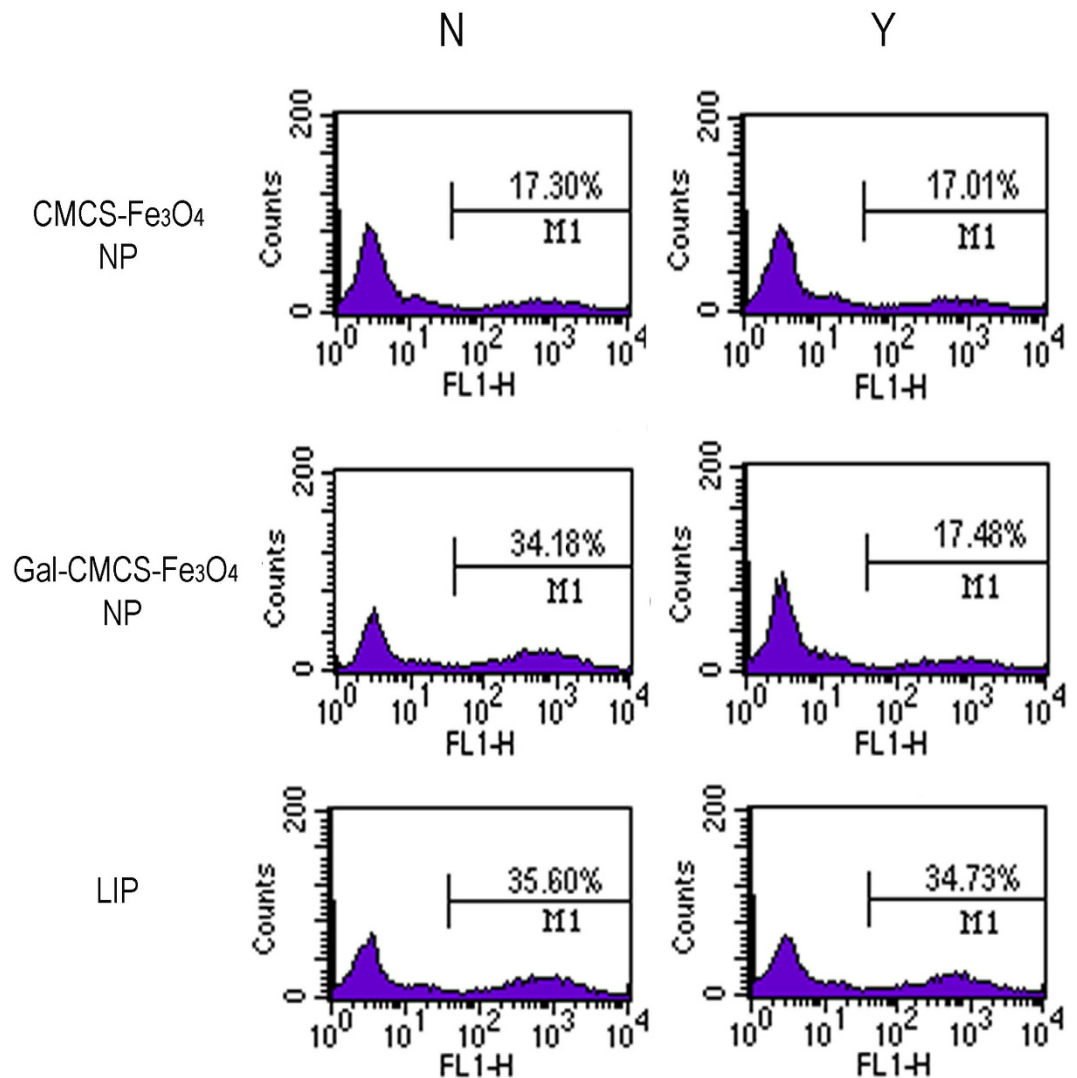 N Y
CMCS-Fe3O4
NP
200
Counts
17.30%
M1
0
10^0 10^1 10^2 10^3 10^4
FL1-H
200
Counts
17.01%
M1
0
10^0 10^1 10^2 10^3 10^4
FL1-H
Gal-CMCS-Fe3O4
NP
200
Counts
34.18%
M1
0
10^0 10^1 10^2 10^3 10^4
FL1-H
200
Counts
17.48%
M1
0
10^0 10^1 10^2 10^3 10^4
FL1-H
LIP
200
Counts
35.60%
M1
0
10^0 10^1 10^2 10^3 10^4
FL1-H
200
Counts
34.73%
M1
0
10^0 10^1 10^2 10^3 10^4
FL1-H